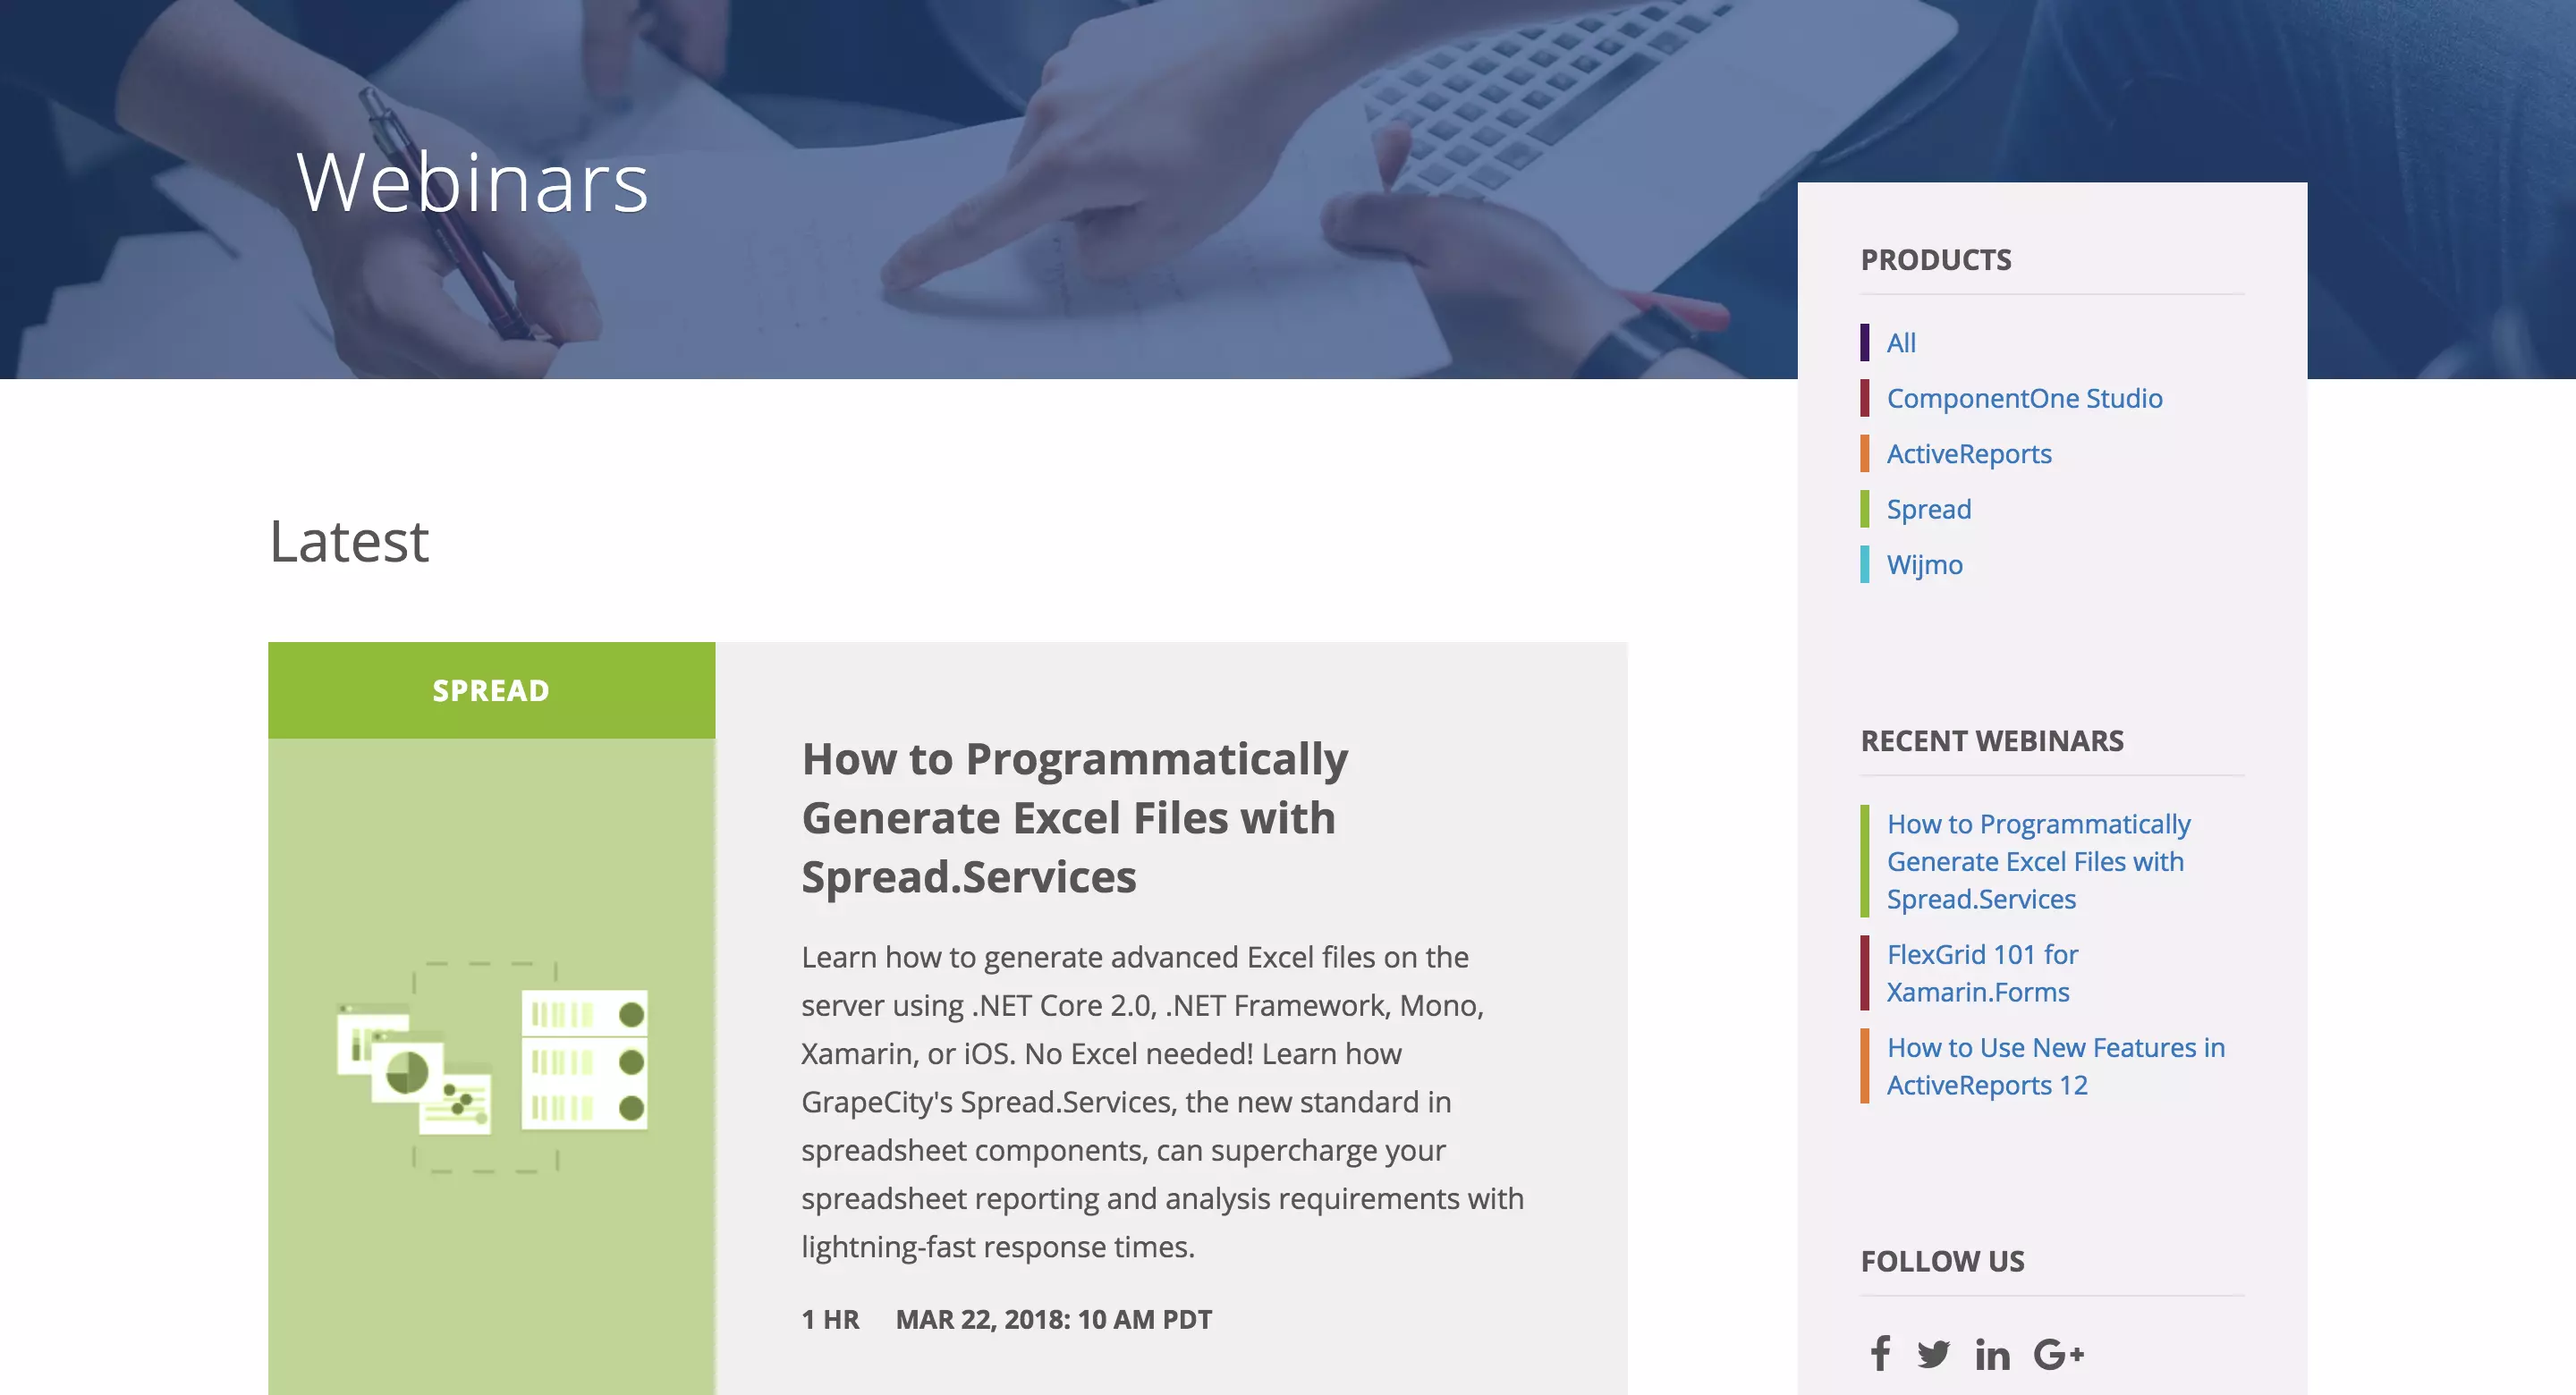 Webinars
Latest
SPREAD
How to Programmatically
Generate Excel Files with
Spread.Services
Learn how to generate advanced Excel files on the
server using .NET Core 2.0, .NET Framework, Mono,
Xamarin, or iOS. No Excel needed! Learn how
GrapeCity's Spread.Services, the new standard in
spreadsheet components, can supercharge your
spreadsheet reporting and analysis requirements with
lightning-fast response times.
1 HR MAR 22, 2018: 10 AM PDT
PRODUCTS
All
ComponentOne Studio
ActiveReports
Spread
Wijmo
RECENT WEBINARS
How to Programmatically
Generate Excel Files with
Spread.Services
FlexGrid 101 for
Xamarin.Forms
How to Use New Features in
ActiveReports 12
FOLLOW US
f in G+